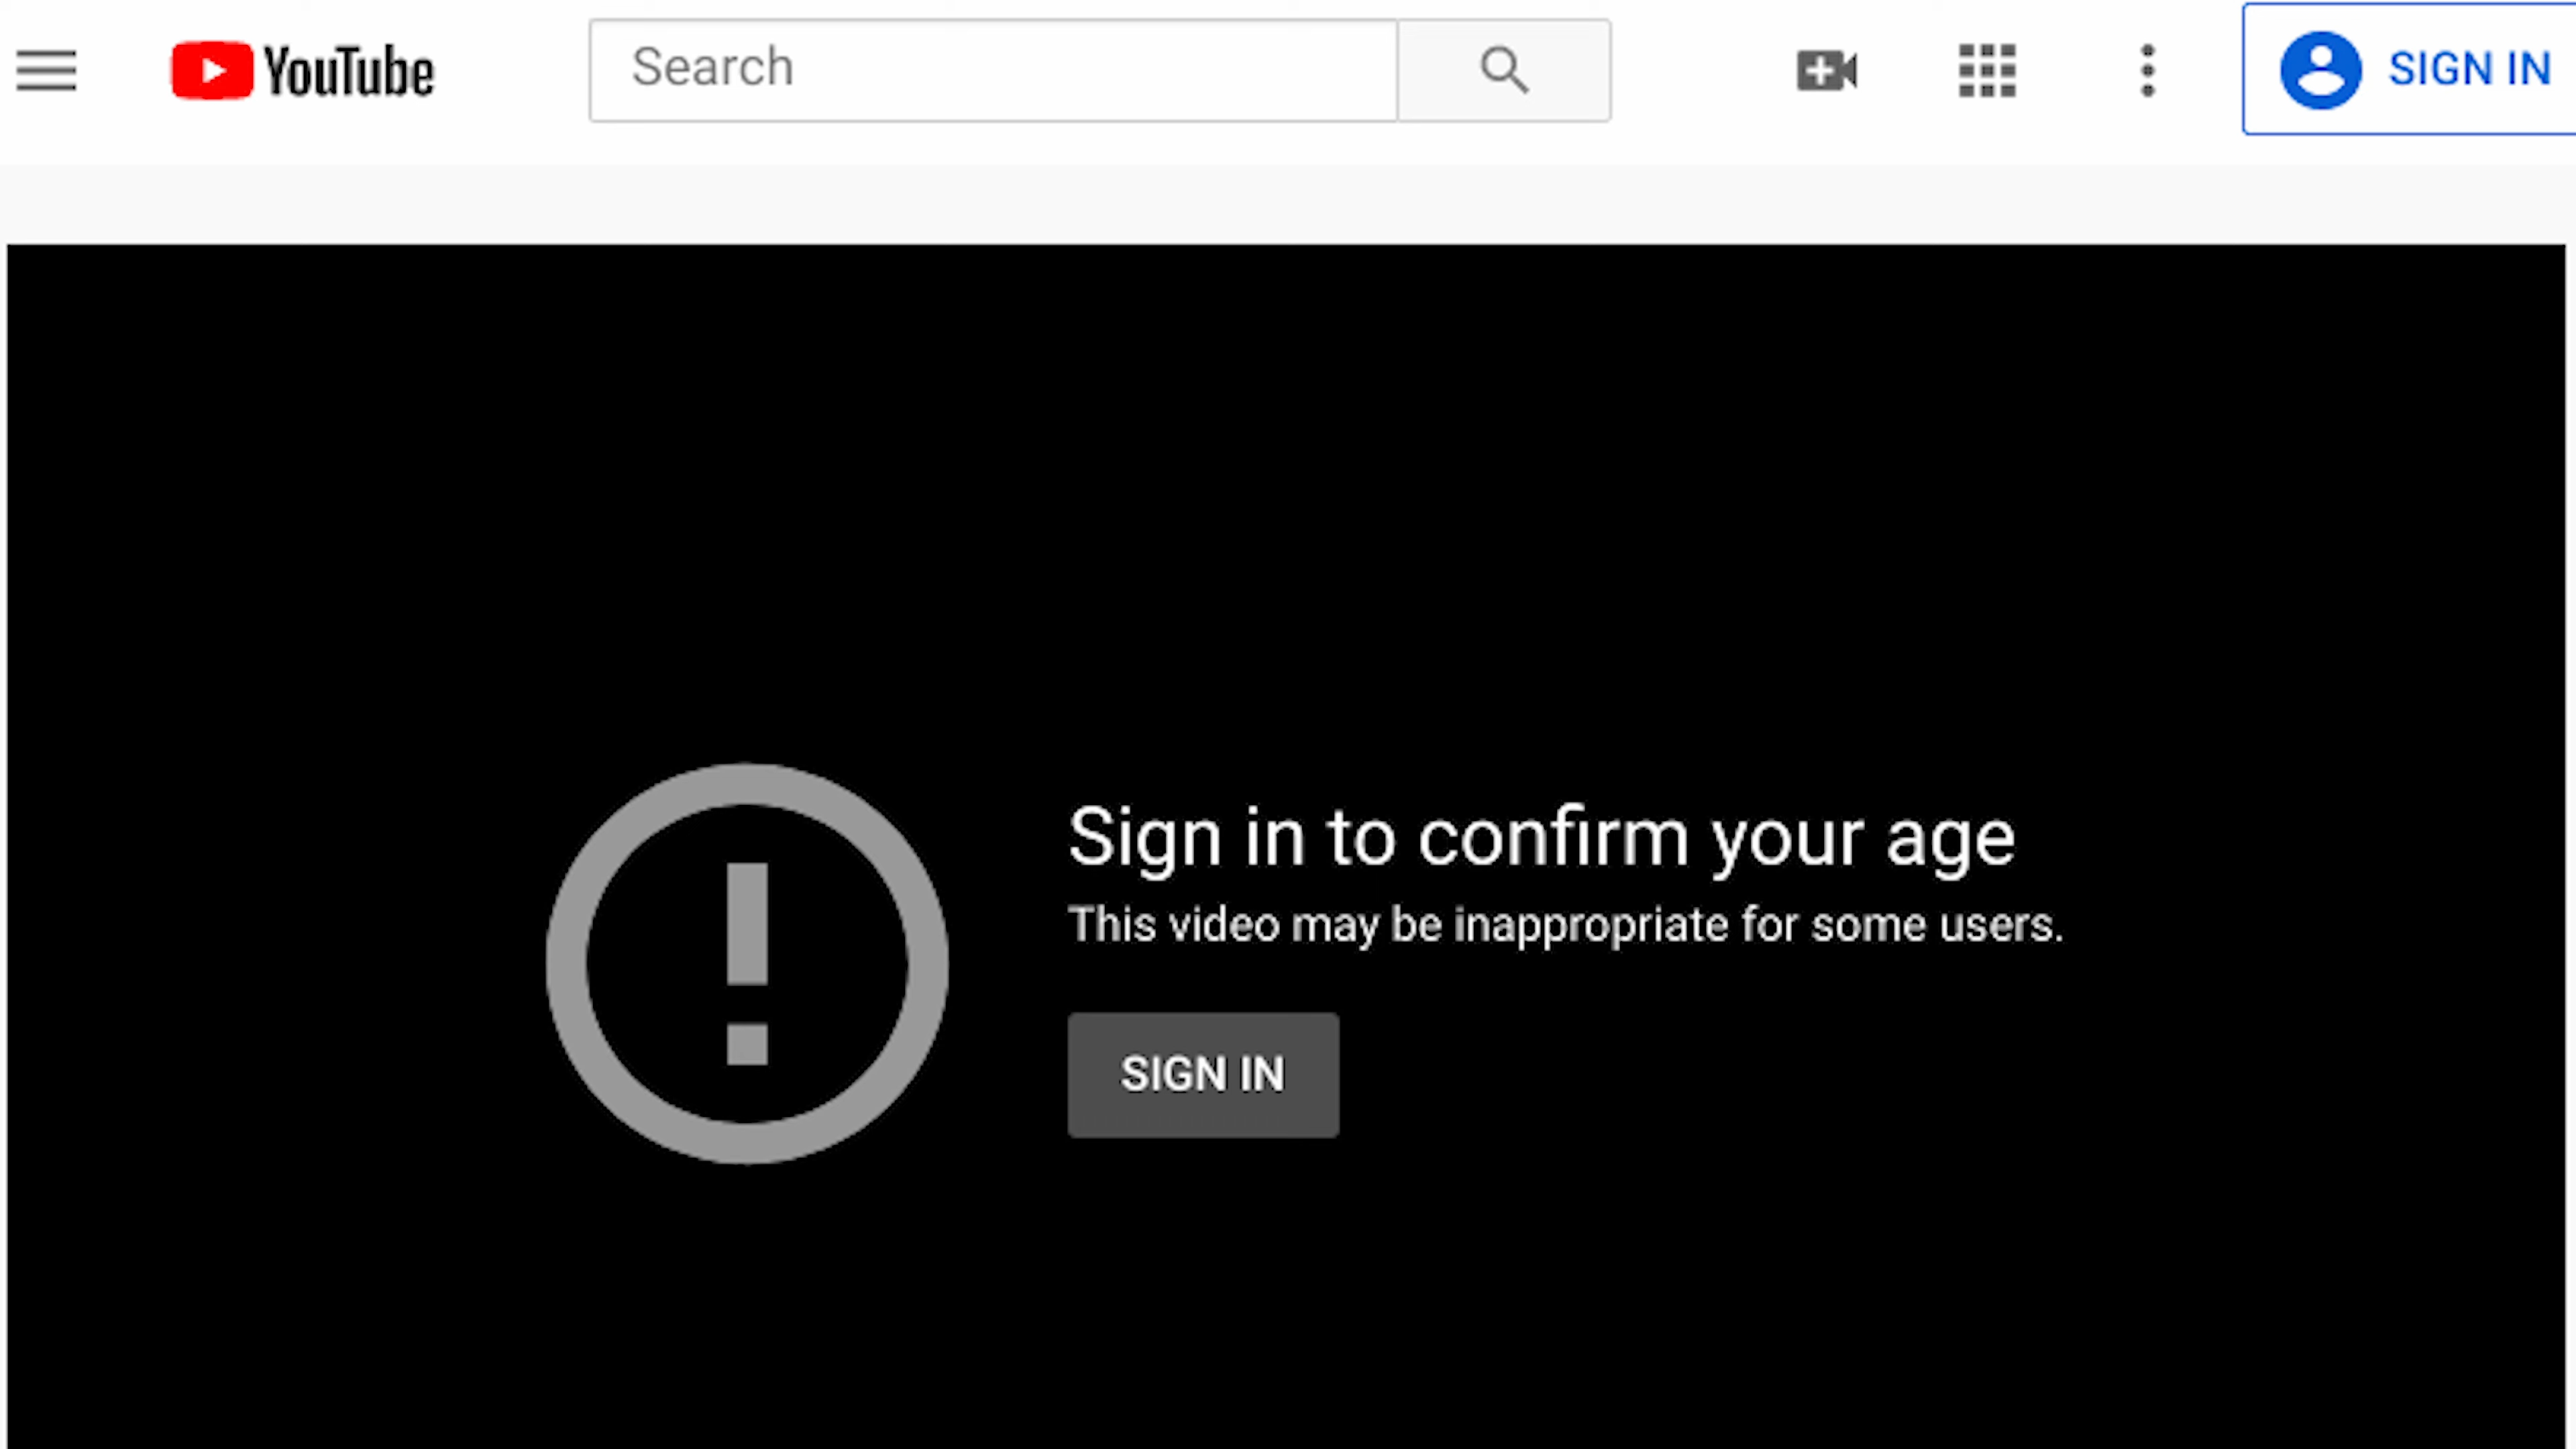 YouTube
Search
SIGN IN
Sign in to confirm your age
This video may be inappropriate for some users.
SIGN IN